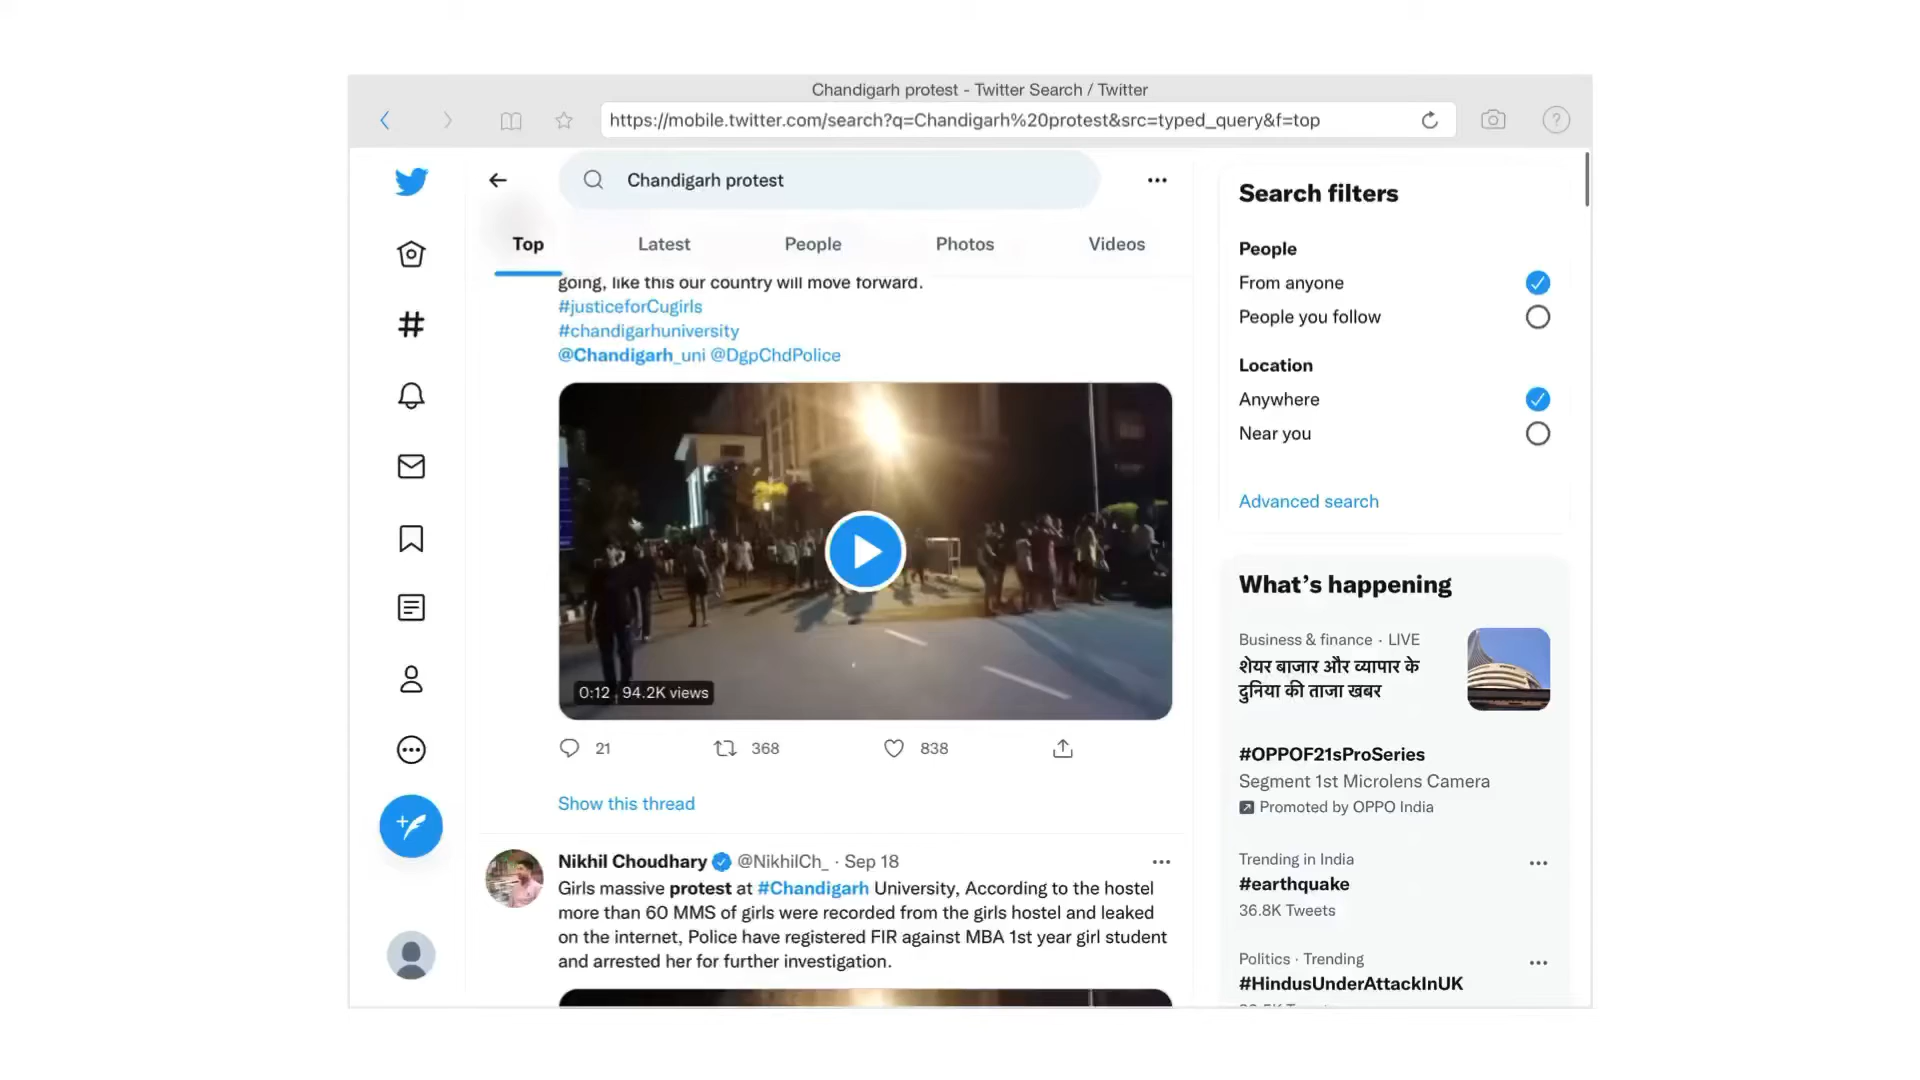 Chandigarh protest - Twitter Search / Twitter
https://mobile.twitter.com/search?q=Chandigarh%20protest&src=typed_query&f=top
Chandigarh protest
Top
Latest
People
Photos
Videos
going, like this our country will move forward.
#justiceforCugirls
#chandigarhuniversity
@Chandigarh_uni @DgpChdPolice
0:12 94.2K views
21
368
838
Show this thread
Nikhil Choudhary @NikhilCh_ · Sep 18
Girls massive protest at #Chandigarh University, According to the hostel
more than 60 MMS of girls were recorded from the girls hostel and leaked
on the internet, Police have registered FIR against MBA 1st year girl student
and arrested her for further investigation.
Search filters
People
From anyone
People you follow
Location
Anywhere
Near you
Advanced search
What's happening
Business & finance · LIVE
शेयर बाजार और व्यापार के
दुनिया की ताजा खबर
#OPPOF21sProSeries
Segment 1st Microlens Camera
Promoted by OPPO India
Trending in India
#earthquake
36.8K Tweets
Politics · Trending
#HindusUnderAttackInUK